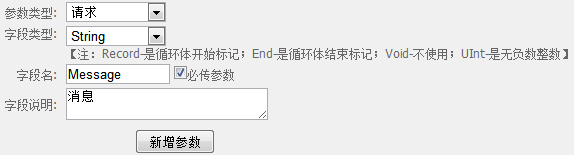 参数类型: 请求
字段类型: String
【注：Record-是循环体开始标记；End-是循环体结束标记；Void-不使用；UInt-是无负数整数】
字段名: Message 必传参数
字段说明: 消息
新增参数